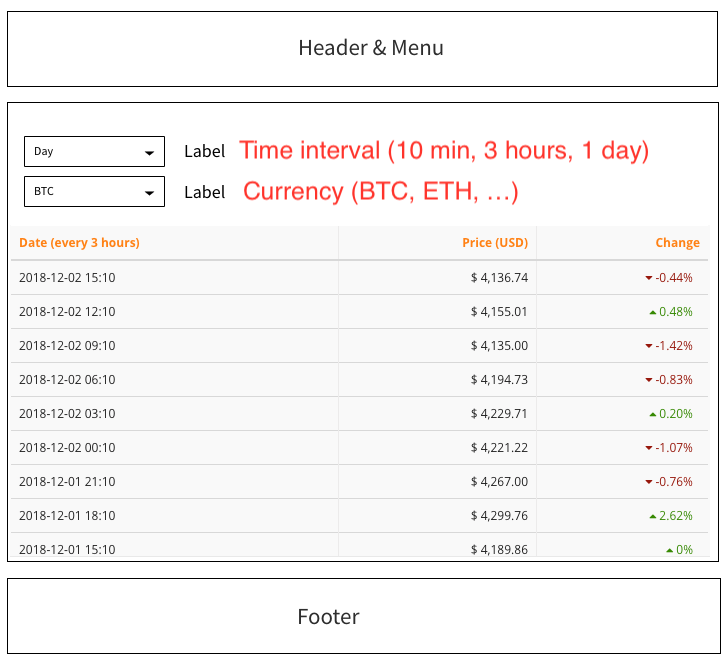 Header & Menu
Day Label Time interval (10 min, 3 hours, 1 day)
BTC Label Currency (BTC, ETH, …)
Date (every 3 hours) Price (USD) Change
2018-12-02 15:10 $ 4,136.74 -0.44%
2018-12-02 12:10 $ 4,155.01 0.48%
2018-12-02 09:10 $ 4,135.00 -1.42%
2018-12-02 06:10 $ 4,194.73 -0.83%
2018-12-02 03:10 $ 4,229.71 0.20%
2018-12-02 00:10 $ 4,221.22 -1.07%
2018-12-01 21:10 $ 4,267.00 -0.76%
2018-12-01 18:10 $ 4,299.76 2.62%
2018-12-01 15:10 $ 4,189.86 0%
Footer